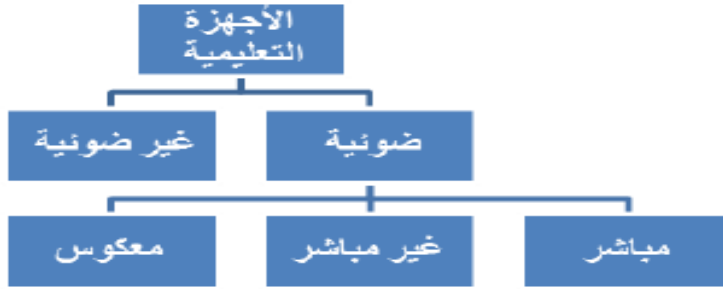 الأجهزة
التعليمية
ضوئية
غير ضوئية
مباشر
غير مباشر
معكوس